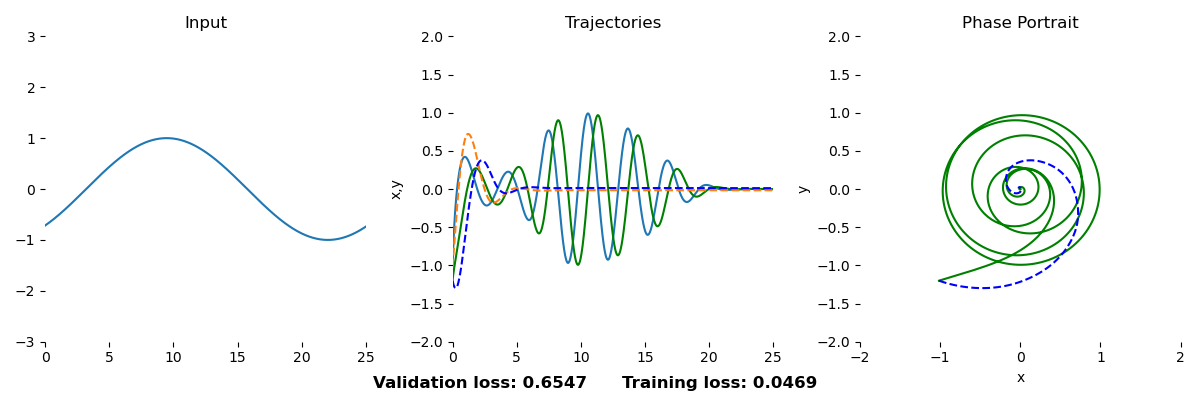 Input
3
2
1
0
−1
−2
−3
0 5 10 15 20 25
Trajectories
x,y
2.0
1.5
1.0
0.5
0.0
−0.5
−1.0
−1.5
−2.0
0 5 10 15 20 25
Phase Portrait
y
2.0
1.5
1.0
0.5
0.0
−0.5
−1.0
−1.5
−2.0
−2 −1 0 1 2
x
Validation loss: 0.6547 Training loss: 0.0469